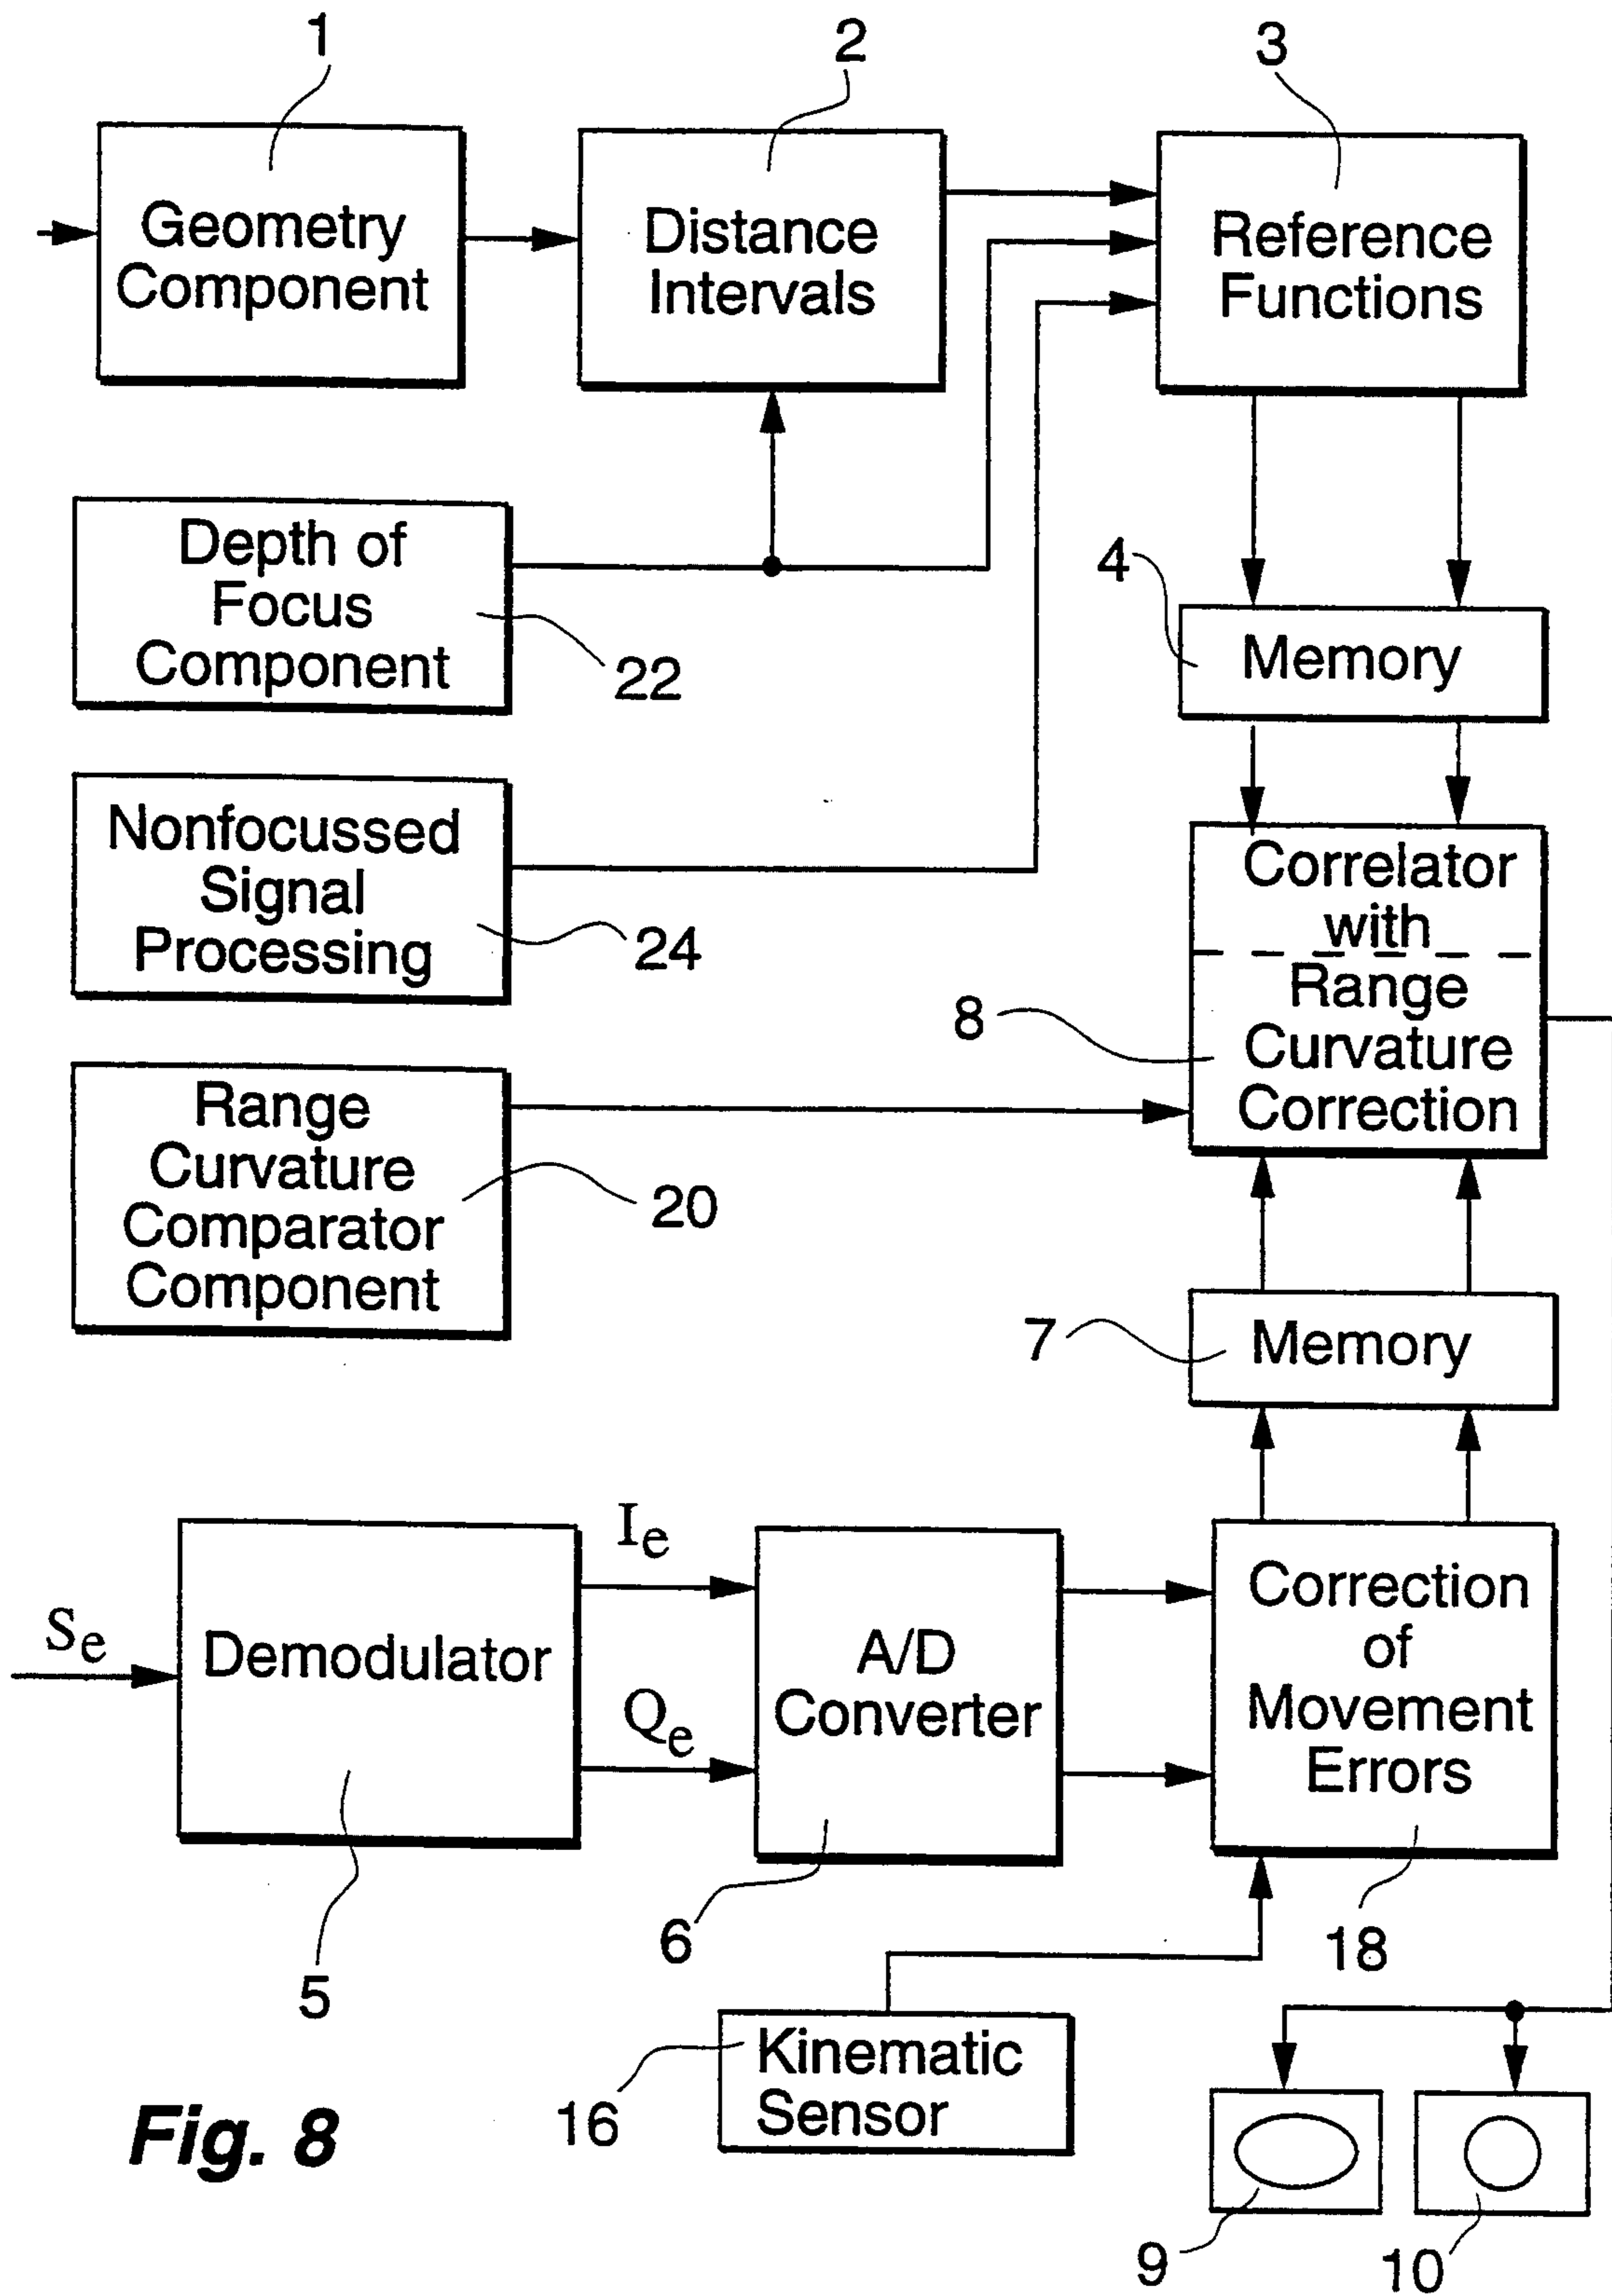 1
2
3
Geometry
Component
Distance
Intervals
Reference
Functions
Depth of
Focus
Component
22
4
Memory
Nonfocussed
Signal
Processing
24
Correlator
with
Range
Curvature
Correction
8
Range
Curvature
Comparator
Component
20
7
Memory
Se
Demodulator
5
Ie
Qe
A/D
Converter
6
Correction
of
Movement
Errors
18
Kinematic
Sensor
16
9
10
Fig. 8